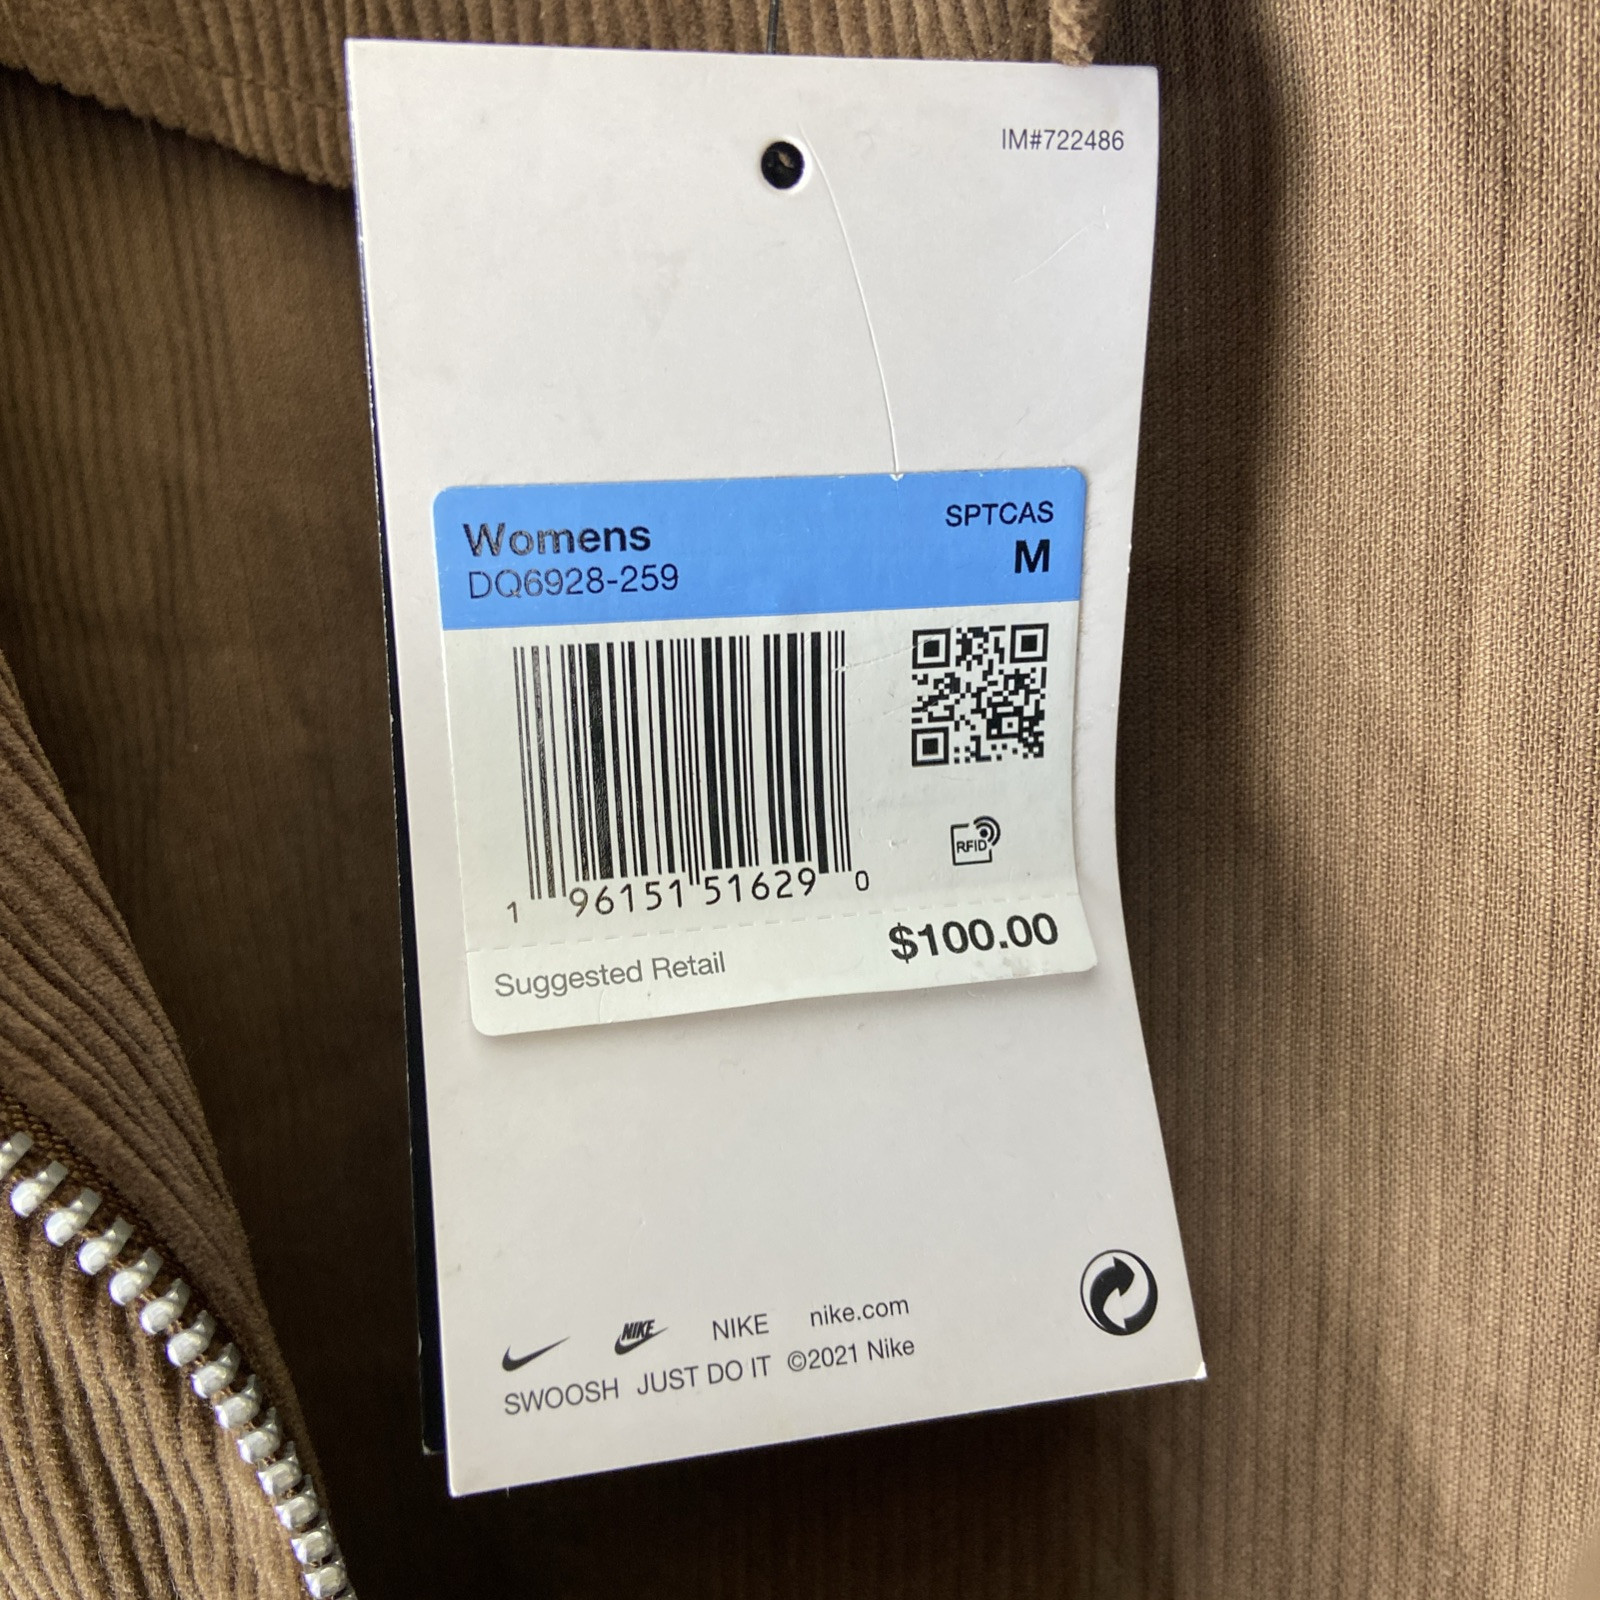 IM#722486
Womens
SPTCAS
DQ6928-259
M
RFID
1 96151 51629 0
Suggested Retail
$100.00
NIKE NIKE nike.com
SWOOSH JUST DO IT ©2021 Nike